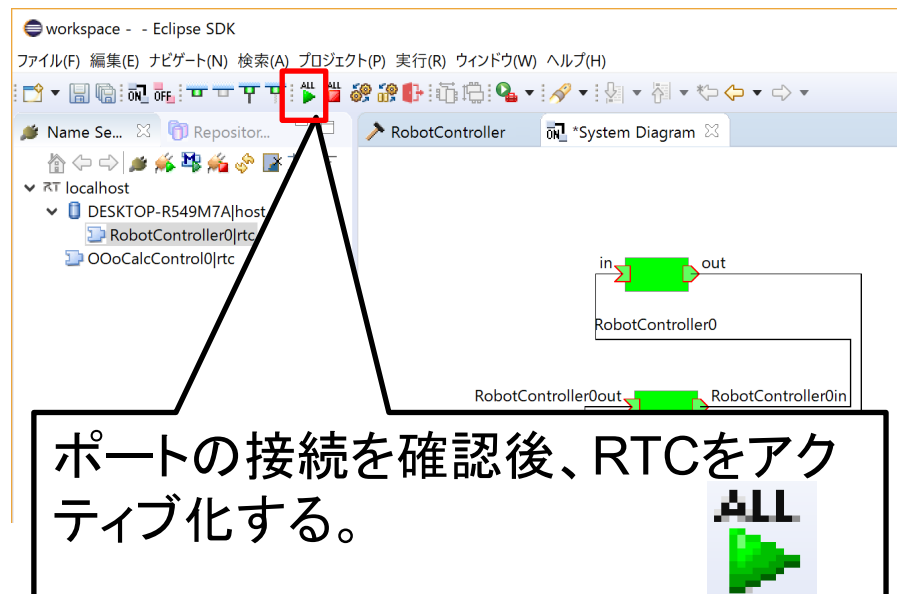 workspace - - Eclipse SDK
ファイル(F) 編集(E) ナビゲート(N) 検索(A) プロジェクト(P) 実行(R) ウィンドウ(W) ヘルプ(H)
ON OFF ALL ALL
Name Se... Repositor... RobotController ON *System Diagram
RT localhost
DESKTOP-R549M7A|host
RobotController0|rtc
OOoCalcControl0|rtc
in out
RobotController0
RobotController0out RobotController0in
ポートの接続を確認後、RTCをアク
ティブ化する。
ALL